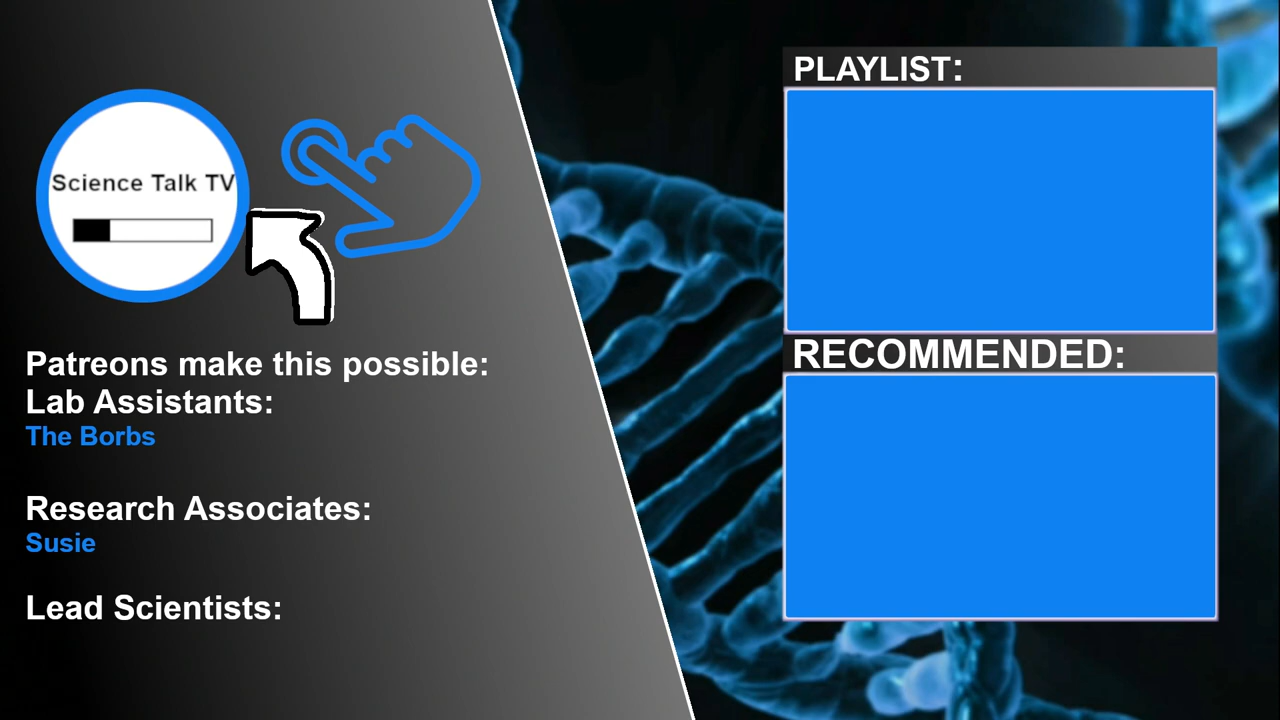 Science Talk TV
Patreons make this possible:
Lab Assistants:
The Borbs
Research Associates:
Susie
Lead Scientists:
PLAYLIST:
RECOMMENDED: